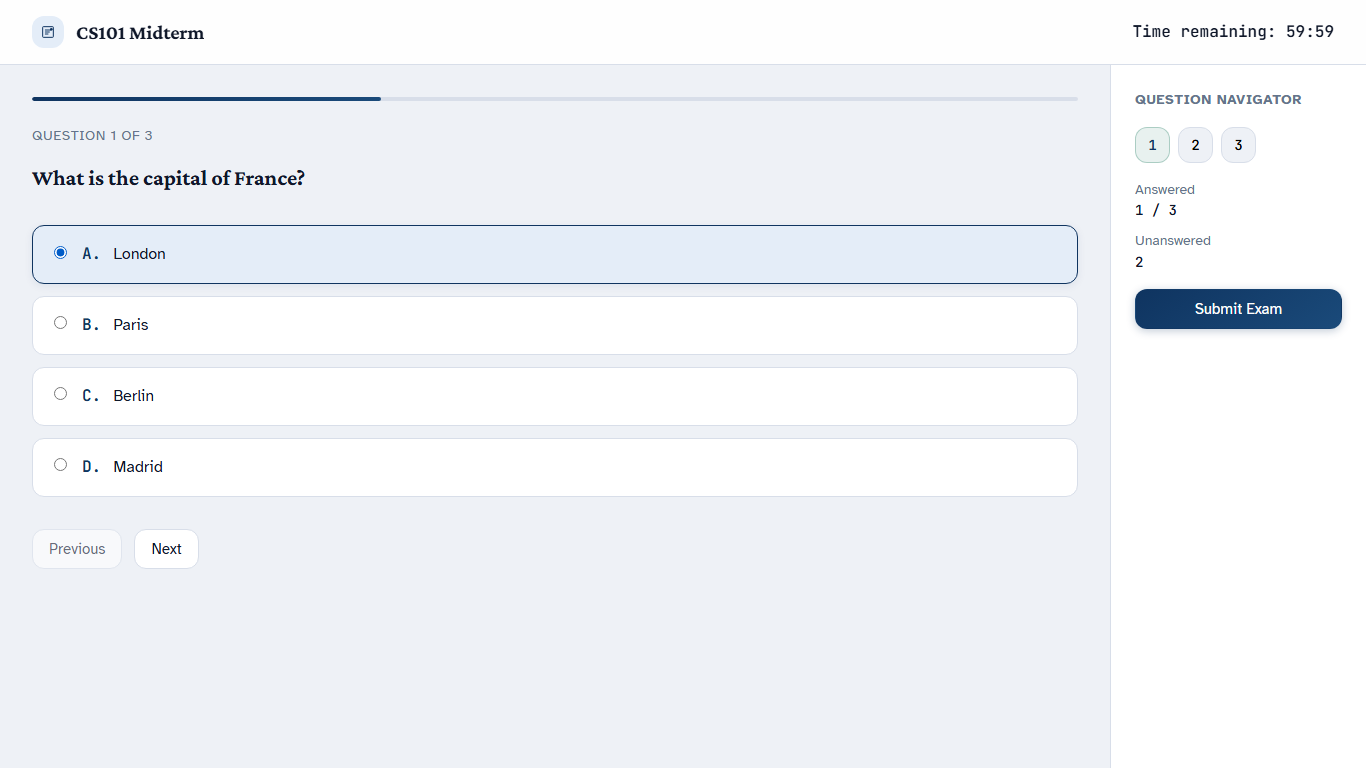 CS101 Midterm
Time remaining: 59:59
QUESTION 1 OF 3
What is the capital of France?
A. London
B. Paris
C. Berlin
D. Madrid
Previous
Next
QUESTION NAVIGATOR
1 2 3
Answered
1 / 3
Unanswered
2
Submit Exam